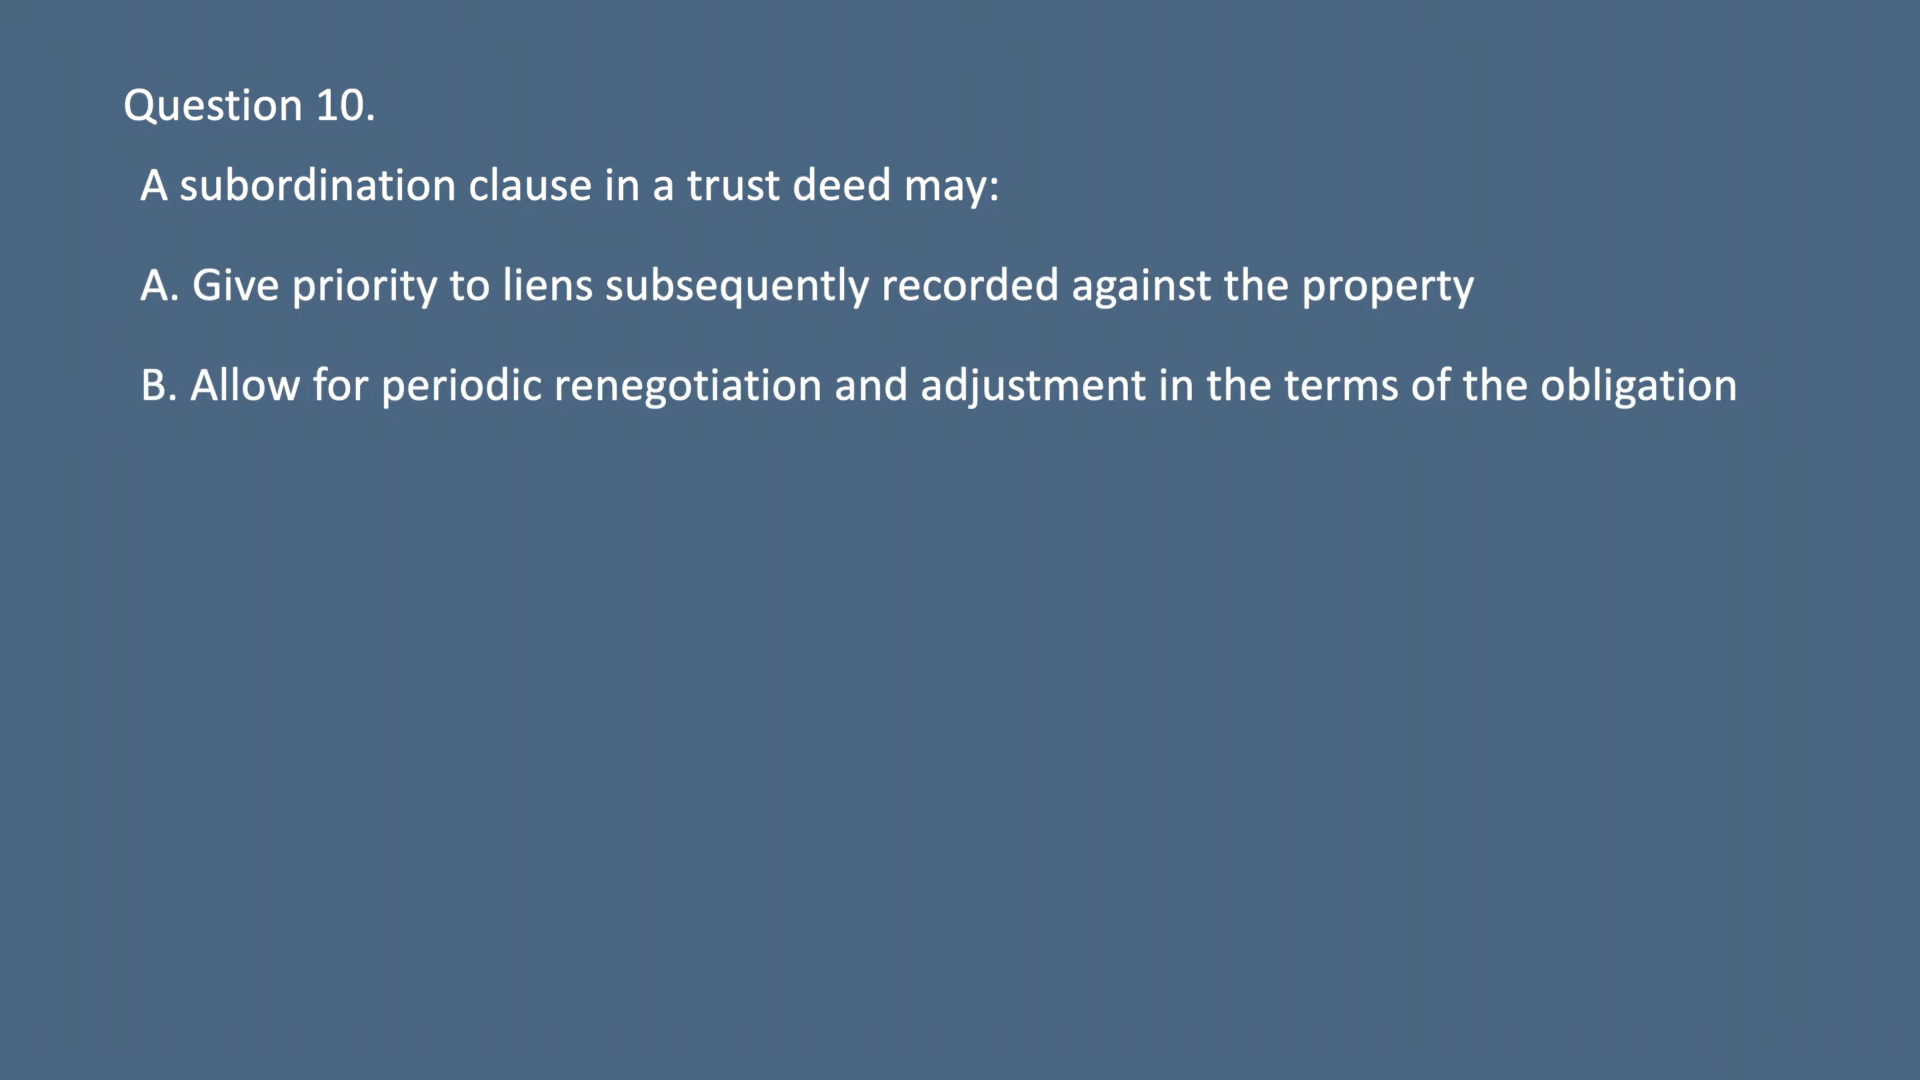 Question 10.
A subordination clause in a trust deed may:
A. Give priority to liens subsequently recorded against the property
B. Allow for periodic renegotiation and adjustment in the terms of the obligation